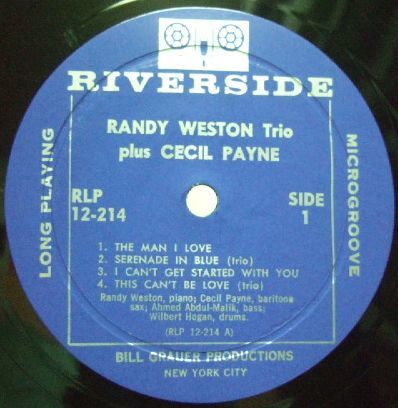 RIVERSIDE
RANDY WESTON Trio
plus CECIL PAYNE
LONG PLAYING
MICROGROOVE
RLP
12-214
SIDE
1
1. THE MAN I LOVE
2. SERENADE IN BLUE (trio)
3. I CAN'T GET STARTED WITH YOU
4. THIS CAN'T BE LOVE (trio)
Randy Weston, piano; Cecil Payne, baritone
sax; Ahmed Abdul-Malik, bass;
Wilbert Hogan, drums.
(RLP 12-214 A)
BILL GRAUER PRODUCTIONS
NEW YORK CITY